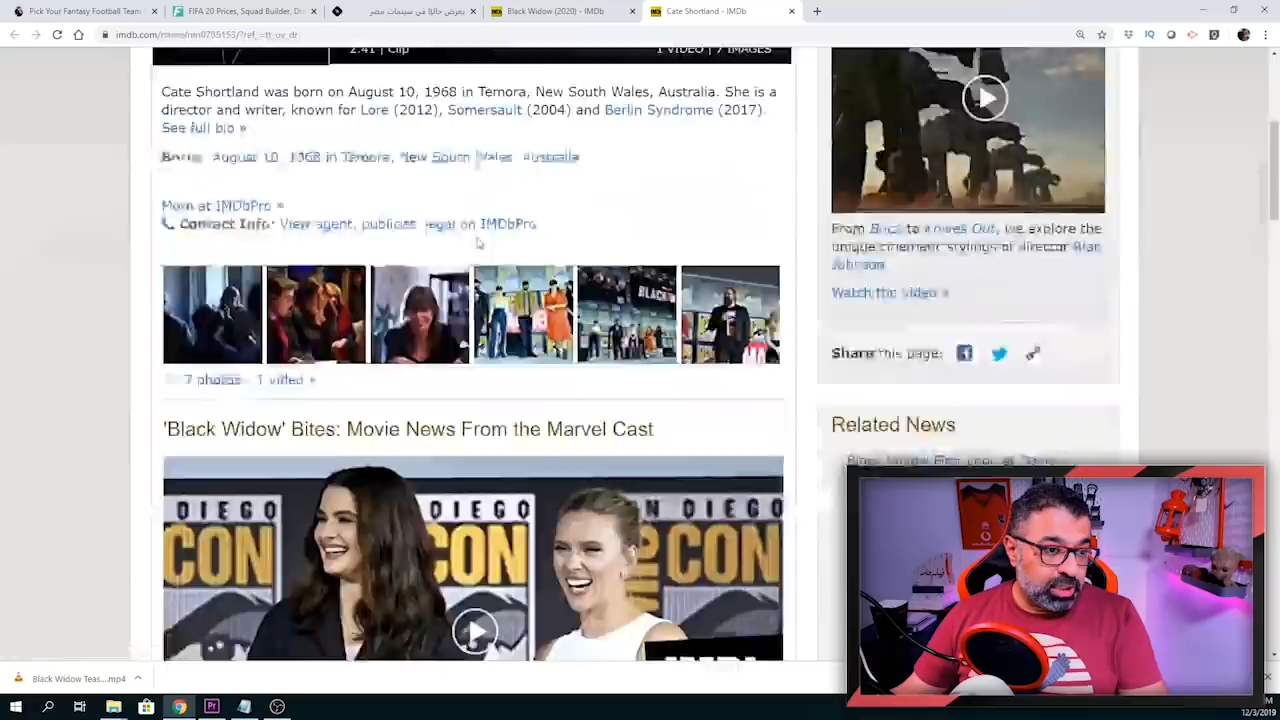 Pick Your Fantasy Football Team
FIFA 20 Prices, Squad Builder, Dr
يعرض حاليًا في سينمات مصر
Black Widow (2020) - IMDb
Cate Shortland - IMDb
2:41 | Clip
1 VIDEO | 7 IMAGES
Cate Shortland was born on August 10, 1968 in Temora, New South Wales, Australia. She is a
director and writer, known for Lore (2012), Somersault (2004) and Berlin Syndrome (2017).
See full bio »
Born: August 10, 1968 in Temora, New South Wales, Australia
More at IMDbPro »
Contact Info: View agent, publicist, legal on IMDbPro
7 photos
1 video »
'Black Widow' Bites: Movie News From the Marvel Cast
From Brick to Knives Out, we explore the
unique cinematic stylings of director Rian
Johnson
Watch the video »
Share this page:
Related News
DIEGO
CON
SAN DIEGO
CON
Black Widow Teas....mp4
12/3/2019